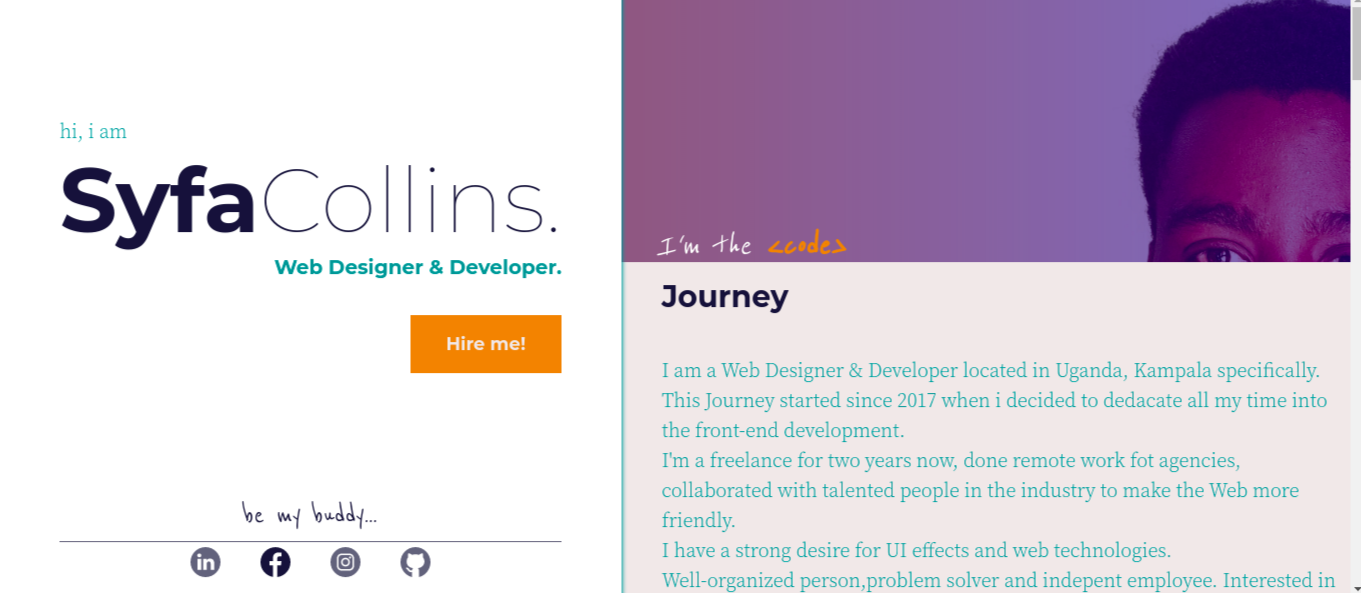 hi, i am
SyfaCollins.
Web Designer & Developer.
Hire me!
be my buddy...
in
I'm the <code>
Journey
I am a Web Designer & Developer located in Uganda, Kampala specifically.
This Journey started since 2017 when i decided to dedacate all my time into
the front-end development.
I'm a freelance for two years now, done remote work fot agencies,
collaborated with talented people in the industry to make the Web more
friendly.
I have a strong desire for UI effects and web technologies.
Well-organized person,problem solver and indepent employee. Interested in